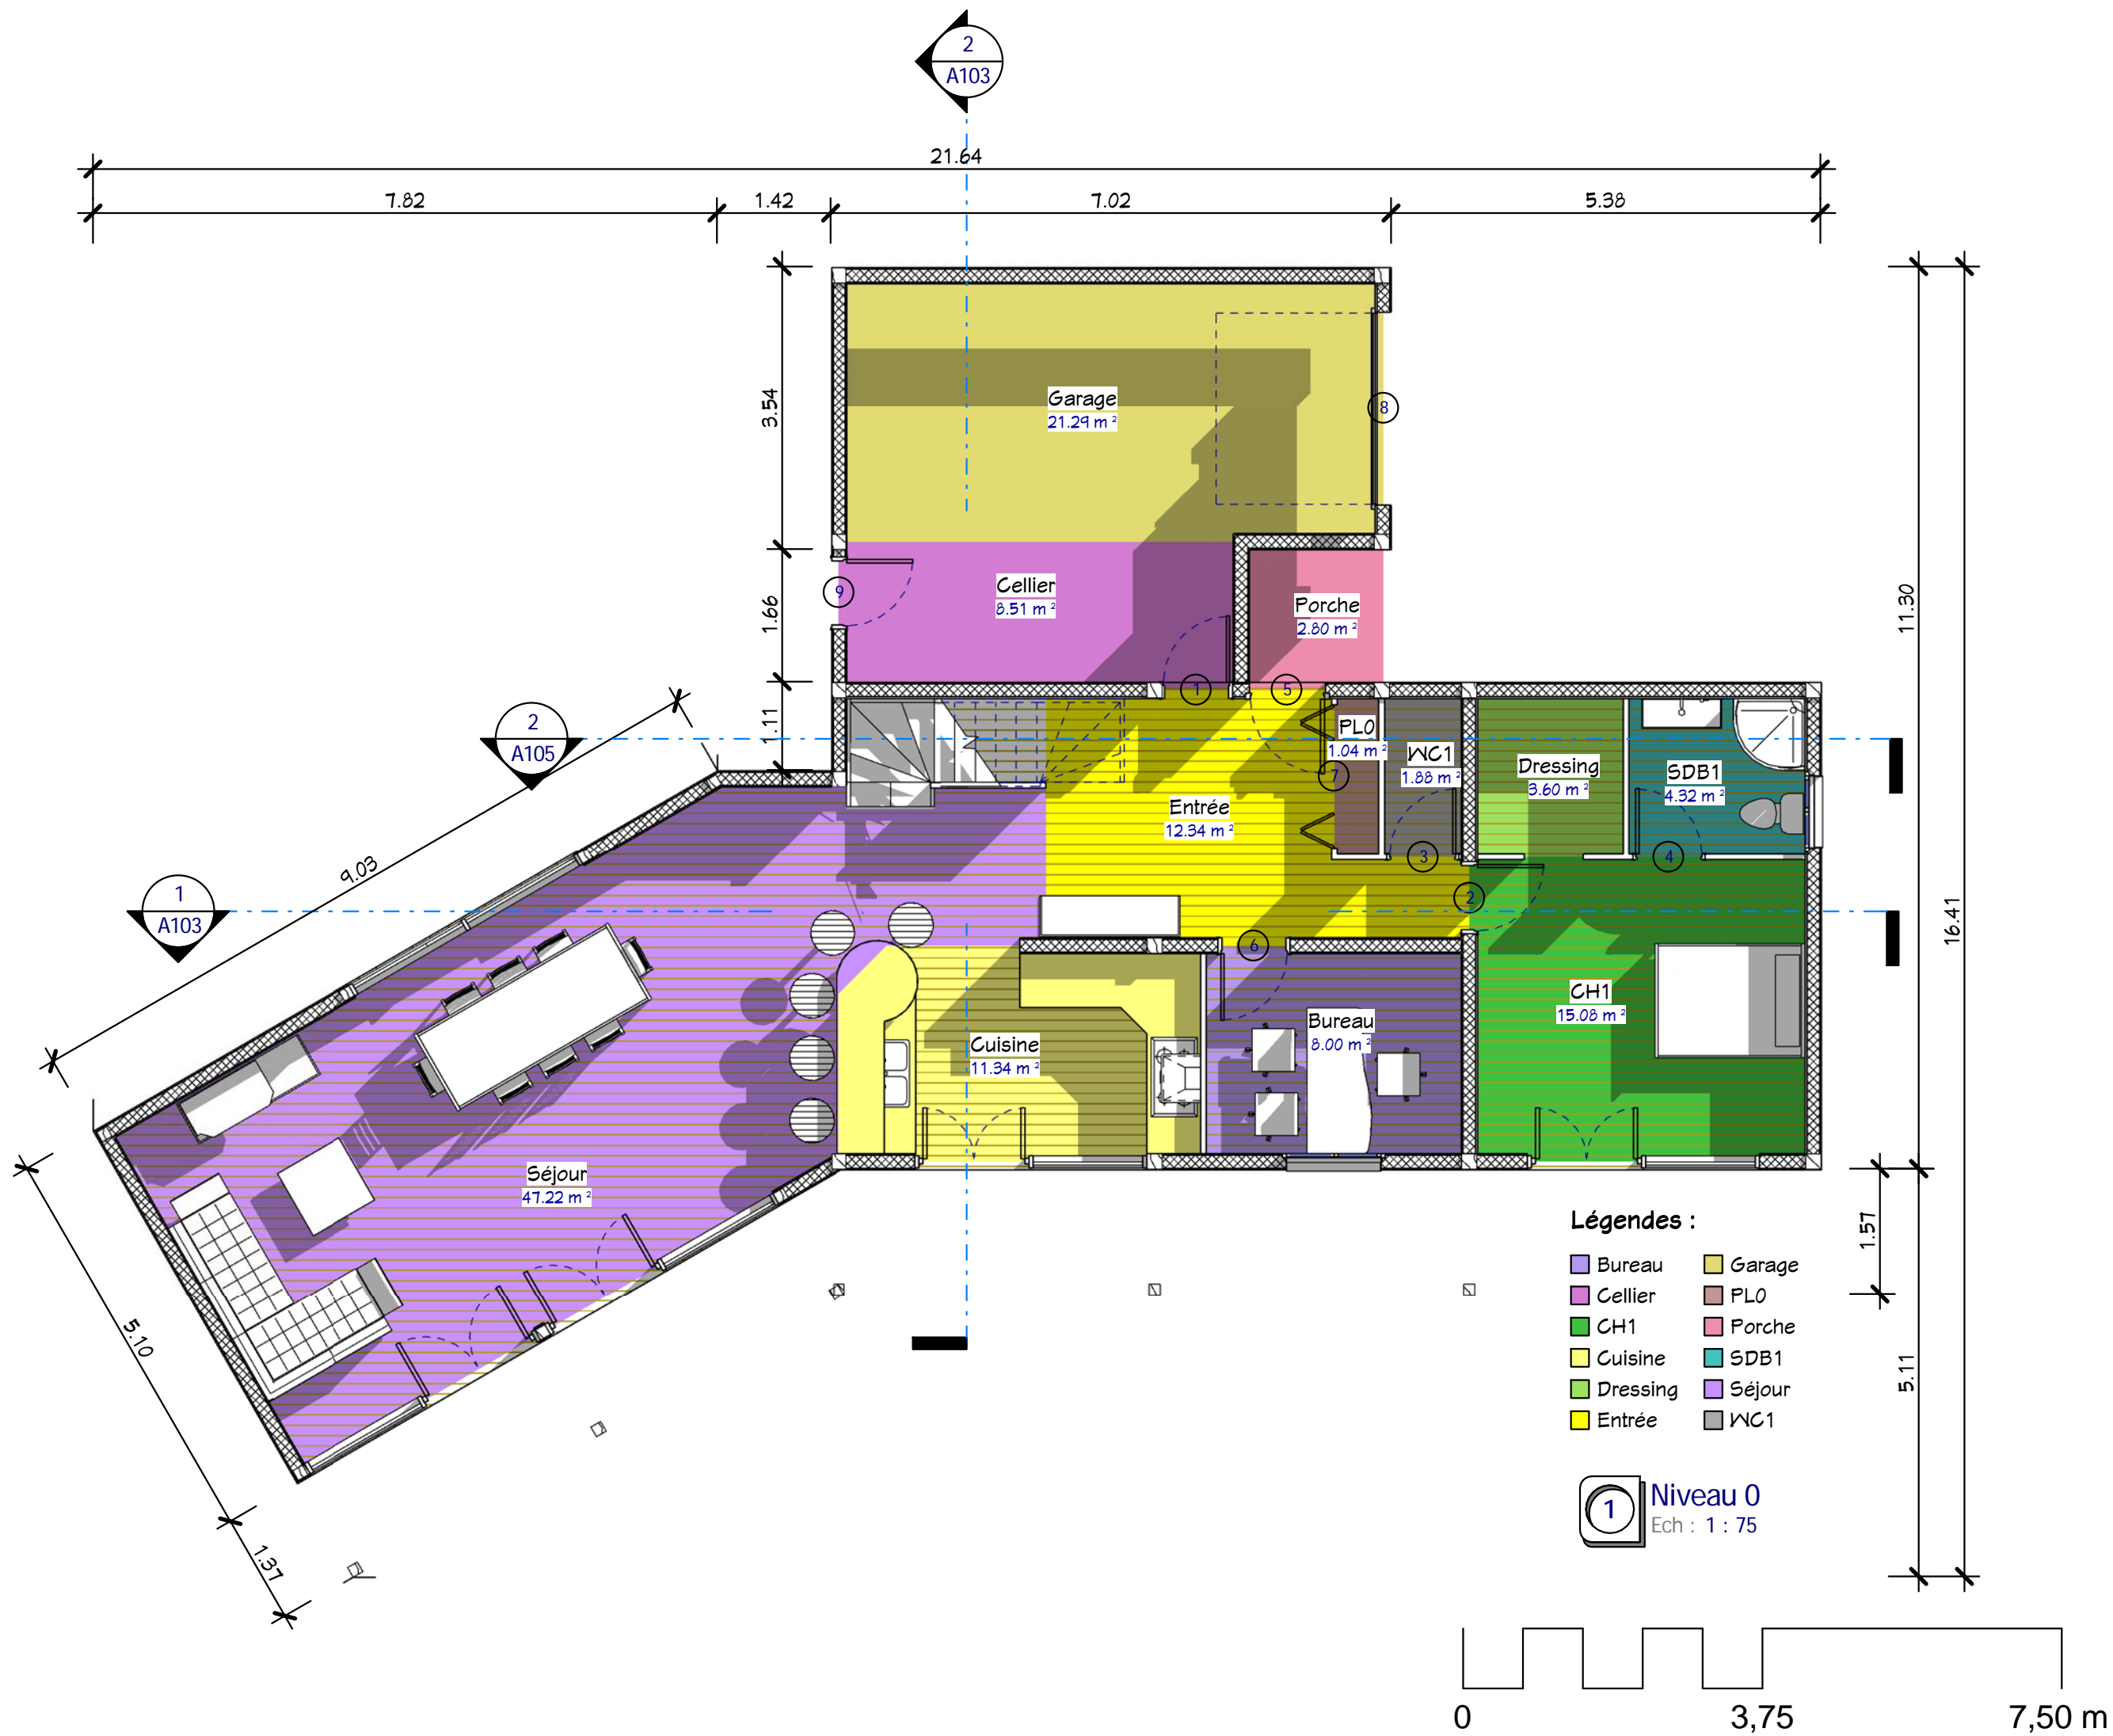 2
A103
21.64
7.82
1.42
7.02
5.38
3.54
1.66
1.11
11.30
16.41
Garage
21.29 m²
8
Cellier
8.51 m²
9
Porche
2.80 m²
1
5
2
A105
PL0
1.04 m²
7
WC1
1.88 m²
3
Dressing
3.60 m²
SDB1
4.32 m²
4
Entrée
12.34 m²
2
9.03
1
A103
6
CH1
15.08 m²
Bureau
8.00 m²
Cuisine
11.34 m²
Séjour
47.22 m²
5.10
1.37
1.57
5.11
Légendes :
Bureau
Garage
Cellier
PL0
CH1
Porche
Cuisine
SDB1
Dressing
Séjour
Entrée
WC1
1
Niveau 0
Ech : 1 : 75
0
3,75
7,50 m